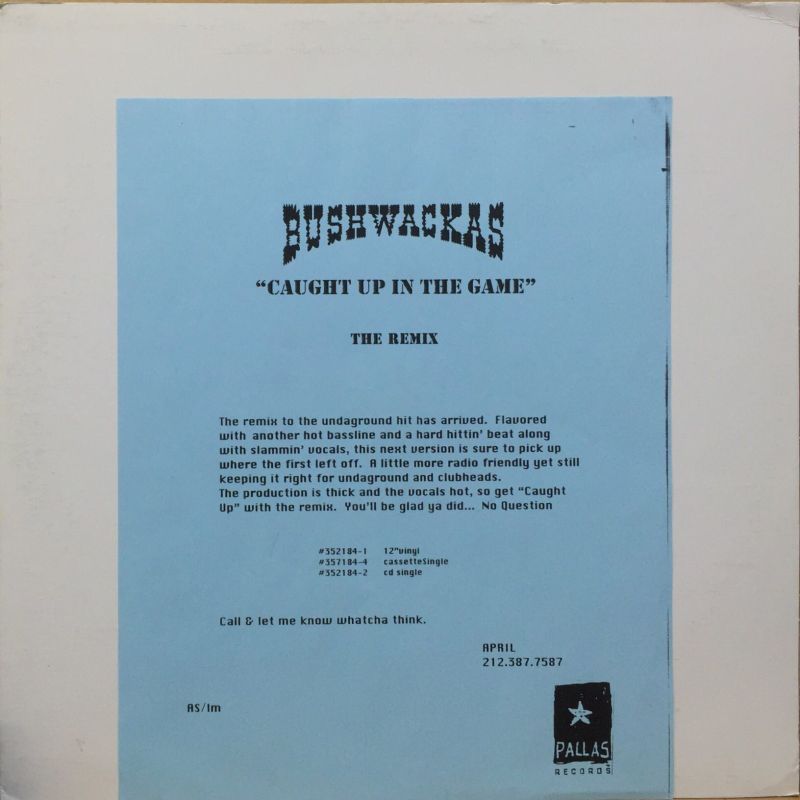 BUSHWACKAS
“CAUGHT UP IN THE GAME”
THE REMIX
The remix to the undaground hit has arrived. Flavored
with another hot bassline and a hard hittin' beat along
with slammin' vocals, this next version is sure to pick up
where the first left off. A little more radio friendly yet still
keeping it right for undaground and clubheads.
The production is thick and the vocals hot, so get “Caught
Up” with the remix. You'll be glad ya did... No Question
#352184-1 12"vinyl
#357184-4 cassetteSingle
#352184-2 cd single
Call & let me know whatcha think.
APRIL
212.387.7587
AS/lm
PALLAS
RECORDS